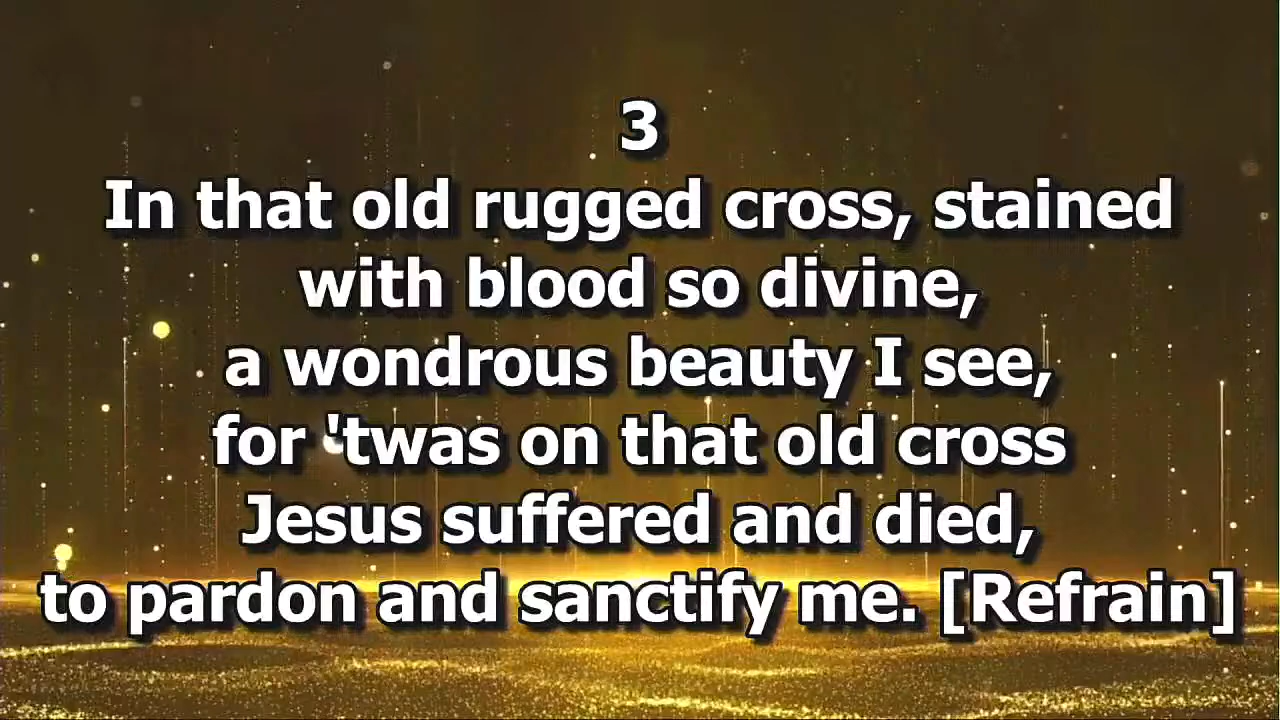 3
In that old rugged cross, stained
with blood so divine,
a wondrous beauty I see,
for 'twas on that old cross
Jesus suffered and died,
to pardon and sanctify me. [Refrain]